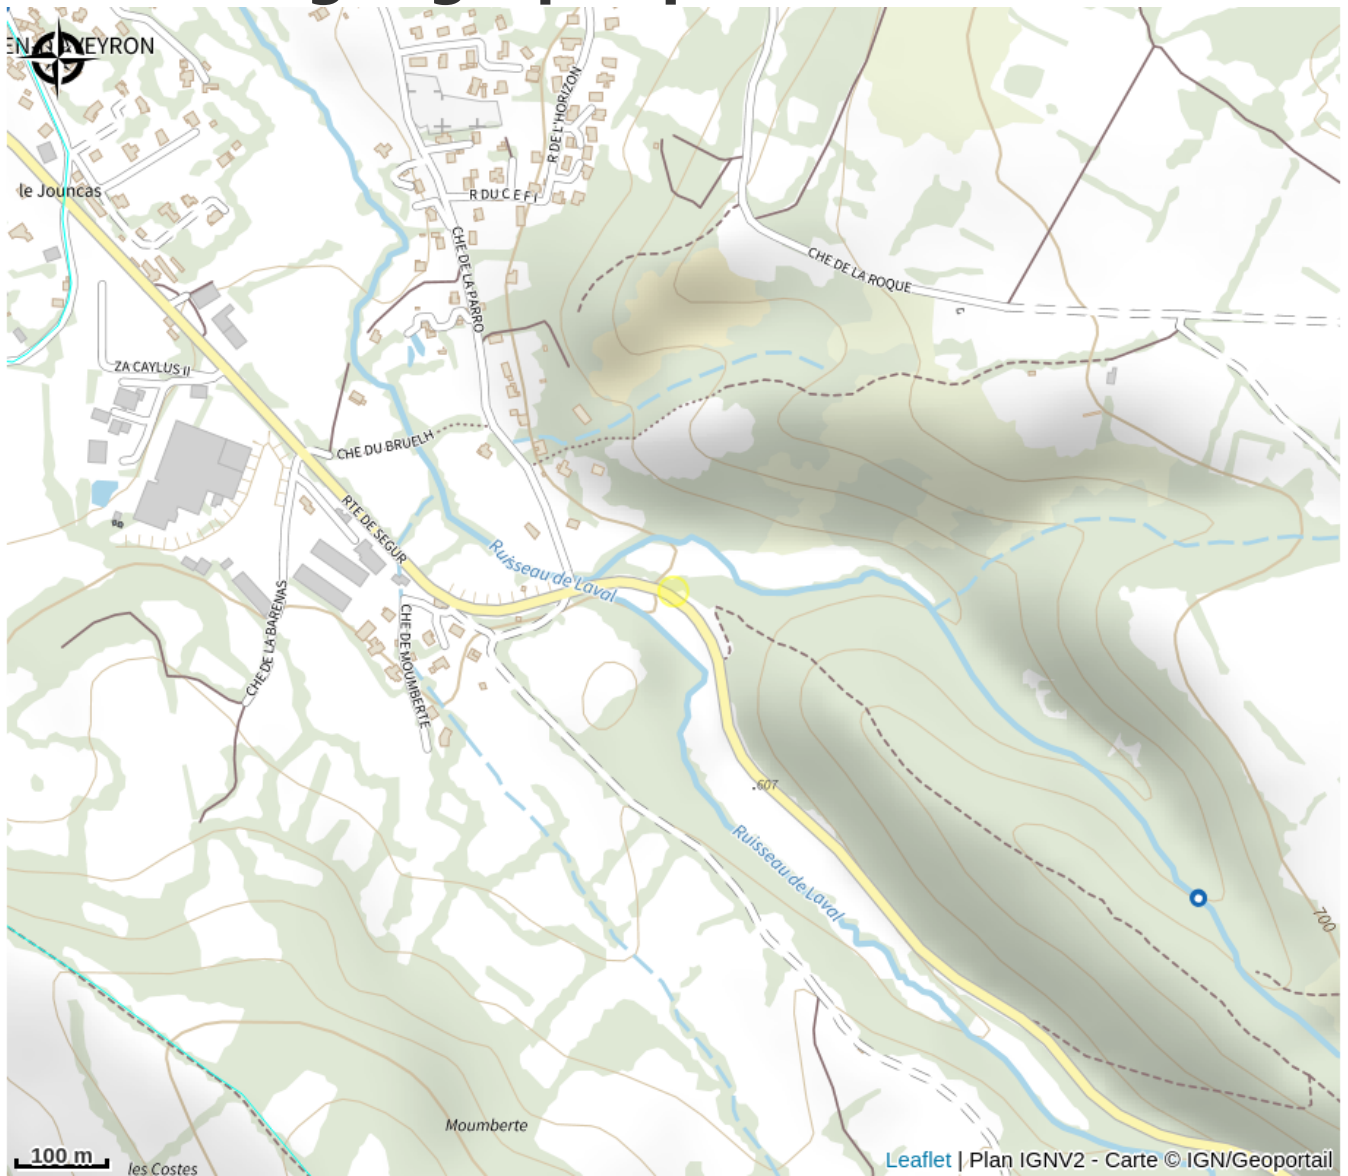 EYRON
R DE L'HORIZON
le Jouncas
R DU C E F I
CHE DE LA PARRO
CHE DE LA ROQUE
ZA CAYLUS II
CHE DU BRUELH
RTE DE SEGUR
Ruisseau de Laval
CHE DE LA BARENAS
CHE DE MOUMBERTE
607
Ruisseau de Laval
700
Moumberte
100 m
les Costes
Leaflet | Plan IGNV2 - Carte © IGN/Geoportail